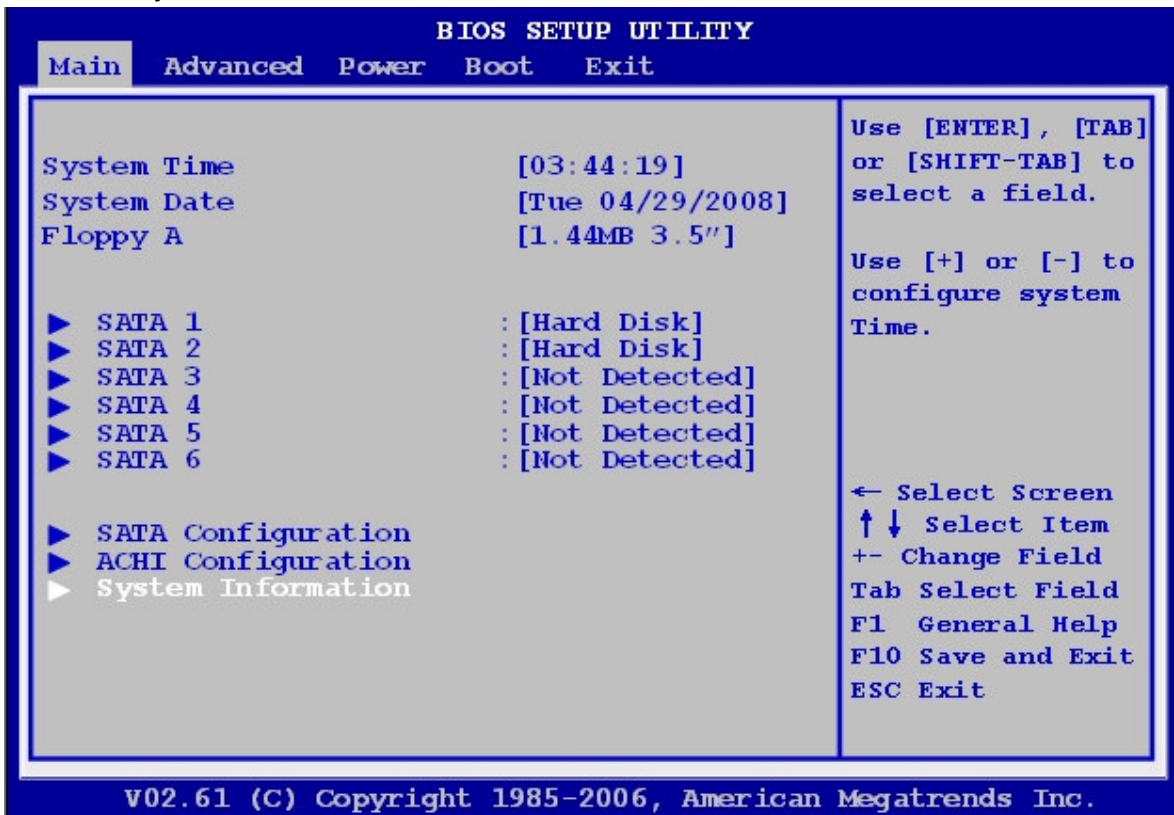 BIOS SETUP UTILITY
Main Advanced Power Boot Exit
System Time [03:44:19]
System Date [Tue 04/29/2008]
Floppy A [1.44MB 3.5″]
▶ SATA 1 :[Hard Disk]
▶ SATA 2 :[Hard Disk]
▶ SATA 3 :[Not Detected]
▶ SATA 4 :[Not Detected]
▶ SATA 5 :[Not Detected]
▶ SATA 6 :[Not Detected]
▶ SATA Configuration
▶ ACHI Configuration
▶ System Information
Use [ENTER], [TAB]
or [SHIFT-TAB] to
select a field.
Use [+] or [-] to
configure system
Time.
← Select Screen
↑↓ Select Item
+- Change Field
Tab Select Field
F1 General Help
F10 Save and Exit
ESC Exit
V02.61 (C) Copyright 1985-2006, American Megatrends Inc.